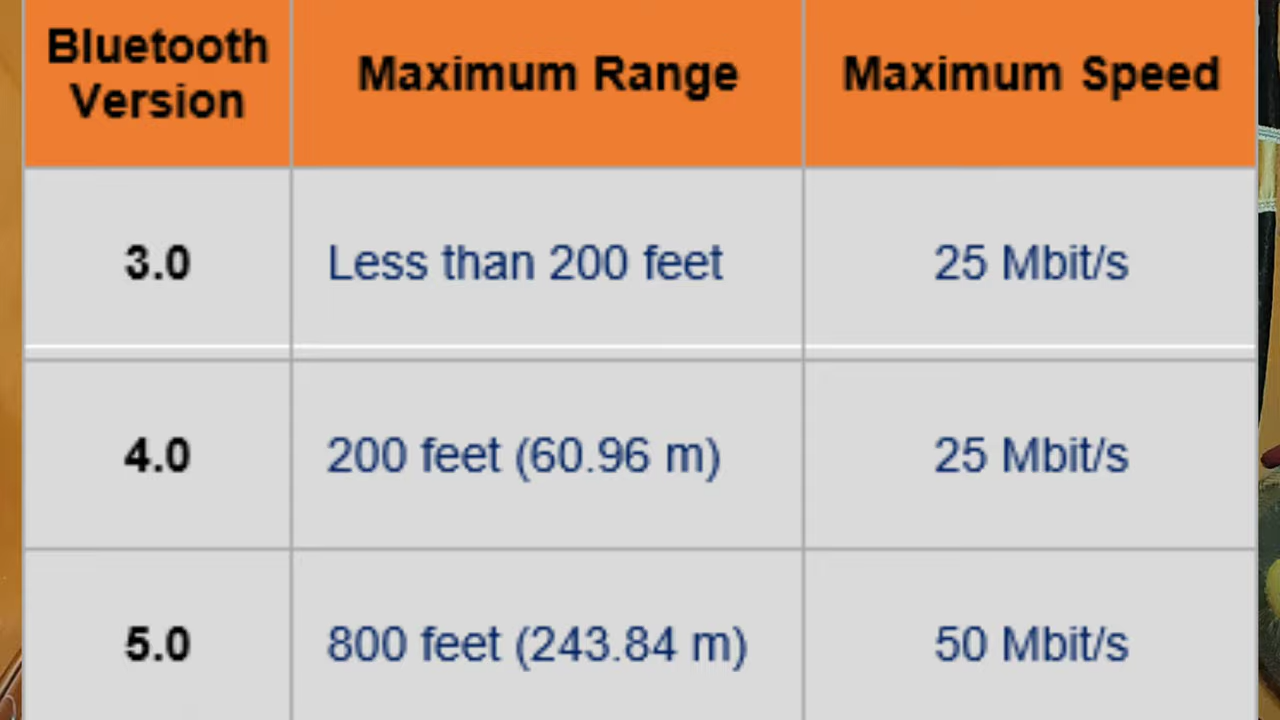 Bluetooth
Version
Maximum Range
Maximum Speed
3.0
Less than 200 feet
25 Mbit/s
4.0
200 feet (60.96 m)
25 Mbit/s
5.0
800 feet (243.84 m)
50 Mbit/s